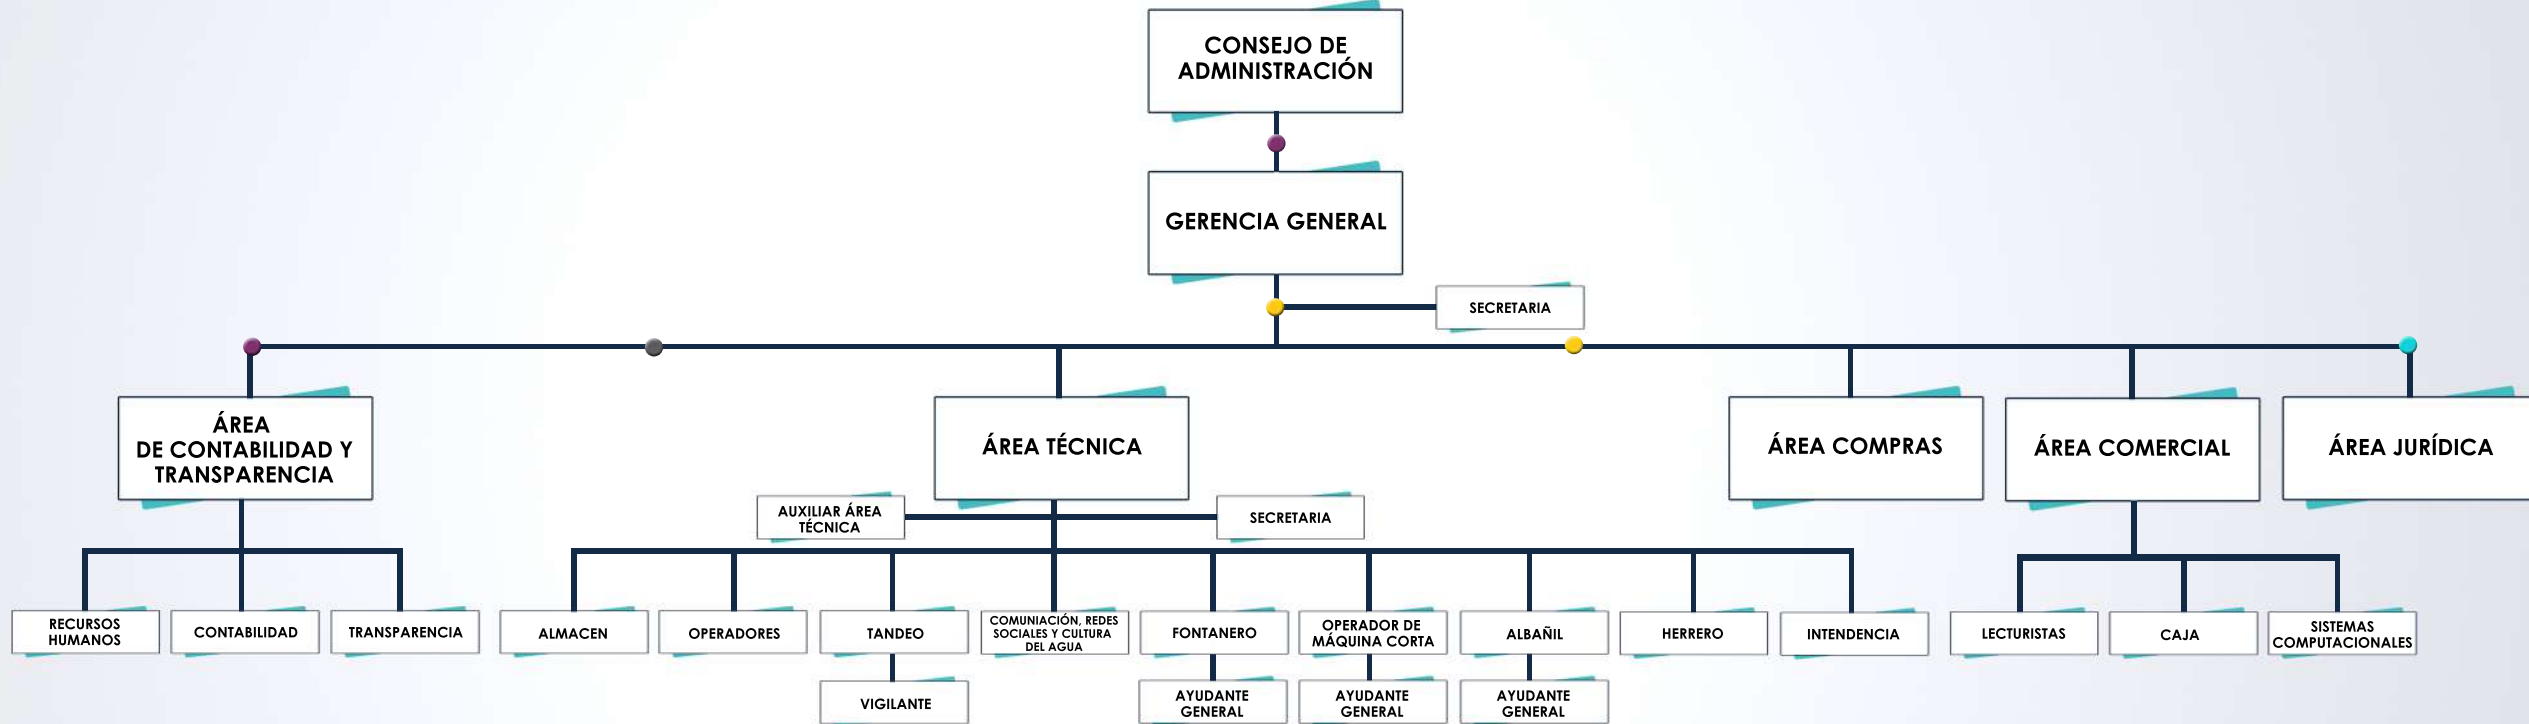 CONSEJO DE
ADMINISTRACIÓN
GERENCIA GENERAL
SECRETARIA
ÁREA
DE CONTABILIDAD Y
TRANSPARENCIA
ÁREA TÉCNICA
ÁREA COMPRAS
ÁREA COMERCIAL
ÁREA JURÍDICA
AUXILIAR ÁREA
TÉCNICA
SECRETARIA
RECURSOS
HUMANOS
CONTABILIDAD
TRANSPARENCIA
ALMACEN
OPERADORES
TANDEO
COMUNIACIÓN, REDES
SOCIALES Y CULTURA
DEL AGUA
FONTANERO
OPERADOR DE
MÁQUINA CORTA
ALBAÑIL
HERRERO
INTENDENCIA
LECTURISTAS
CAJA
SISTEMAS
COMPUTACIONALES
VIGILANTE
AYUDANTE
GENERAL
AYUDANTE
GENERAL
AYUDANTE
GENERAL